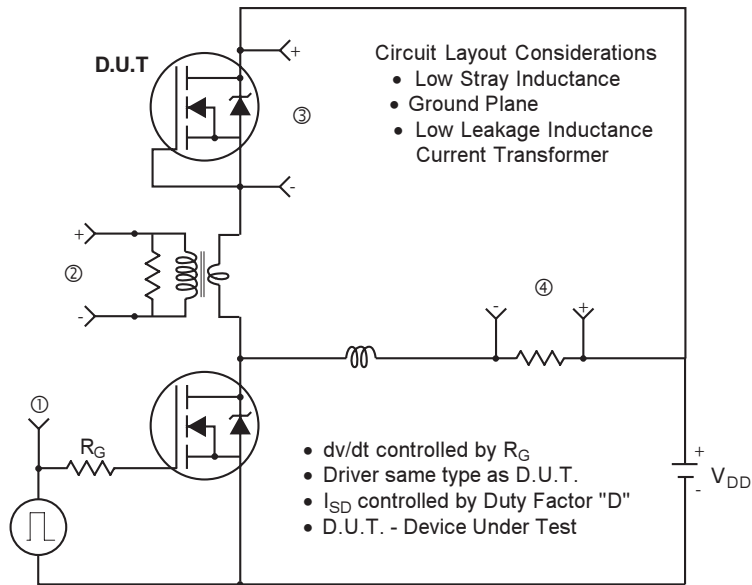 D.U.T
+
③
-
Circuit Layout Considerations
• Low Stray Inductance
• Ground Plane
• Low Leakage Inductance
Current Transformer
+
②
-
④
-
+
①
R_G
• dv/dt controlled by R_G
• Driver same type as D.U.T.
• I_SD controlled by Duty Factor "D"
• D.U.T. - Device Under Test
+
V_DD
-